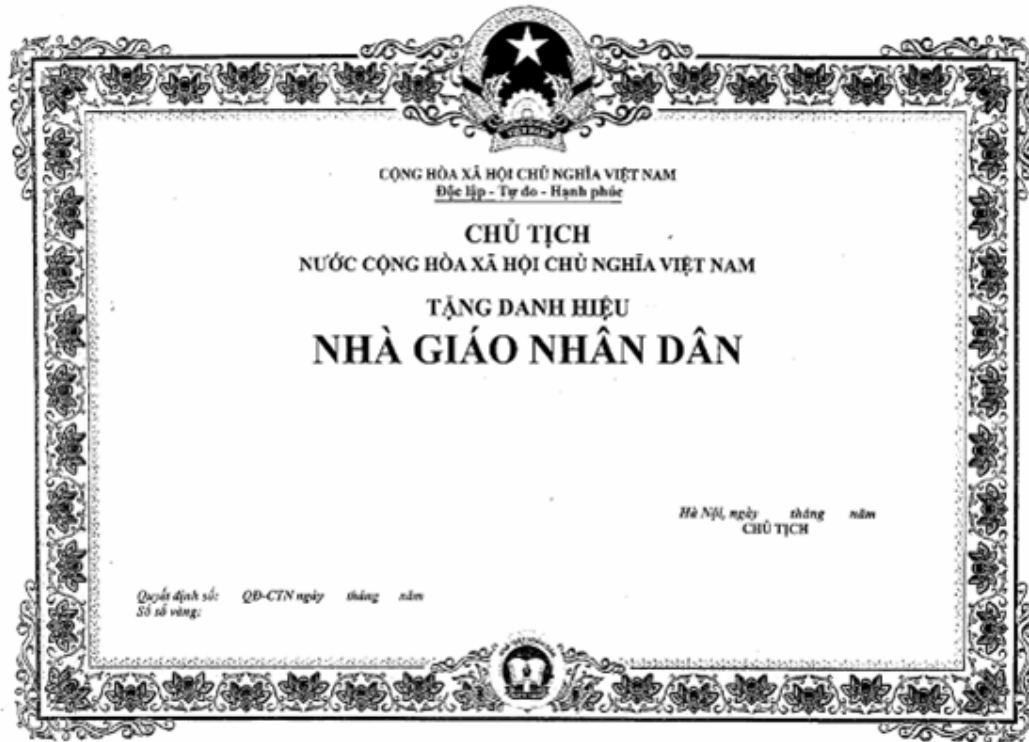 VIỆT NAM
CỘNG HÒA XÃ HỘI CHỦ NGHĨA VIỆT NAM
Độc lập - Tự do - Hạnh phúc
CHỦ TỊCH
NƯỚC CỘNG HÒA XÃ HỘI CHỦ NGHĨA VIỆT NAM
TẶNG DANH HIỆU
NHÀ GIÁO NHÂN DÂN
Hà Nội, ngày tháng năm
CHỦ TỊCH
Quyết định số: QĐ-CTN ngày tháng năm
Số sổ vàng: